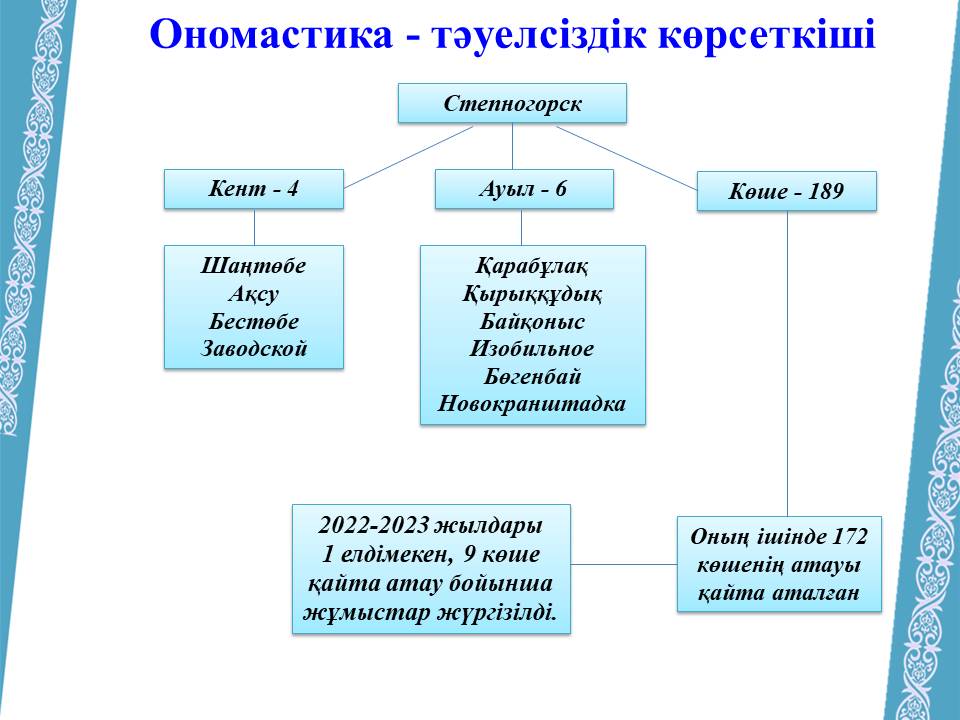 Ономастика - тәуелсіздік көрсеткіші
Степногорск
Кент - 4
Ауыл - 6
Көше - 189
Шаңтөбе
Ақсу
Бестөбе
Заводской
Қарабұлақ
Қырыққұдық
Байқоныс
Изобильное
Бөгенбай
Новокранштадка
2022-2023 жылдары
1 елдімекен, 9 көше
қайта атау бойынша
жұмыстар жүргізілді.
Оның ішінде 172
көшенің атауы
қайта аталған